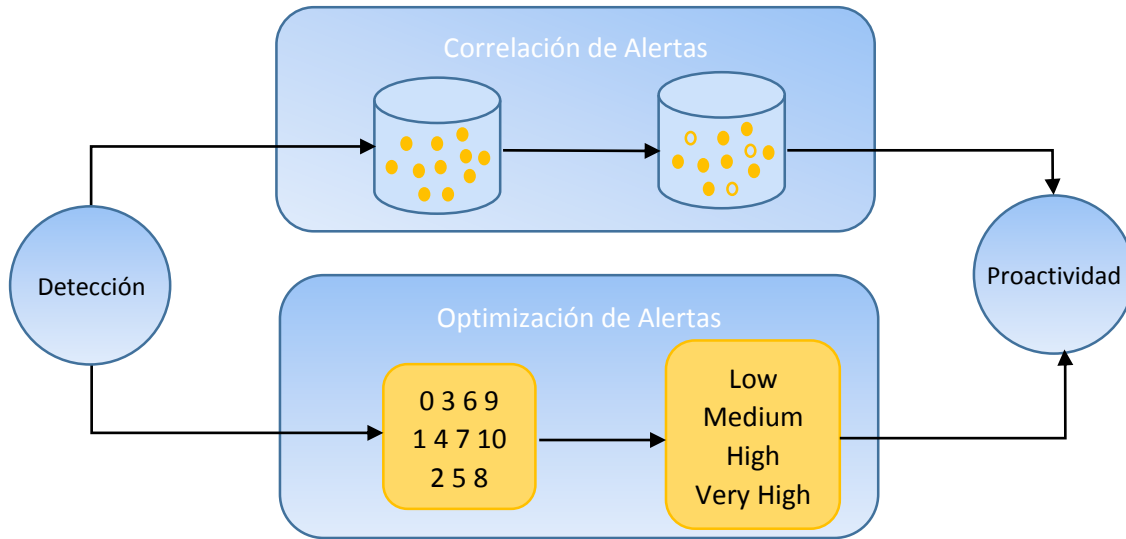 Correlación de Alertas
Detección
Proactividad
Optimización de Alertas
0 3 6 9
1 4 7 10
2 5 8
Low
Medium
High
Very High